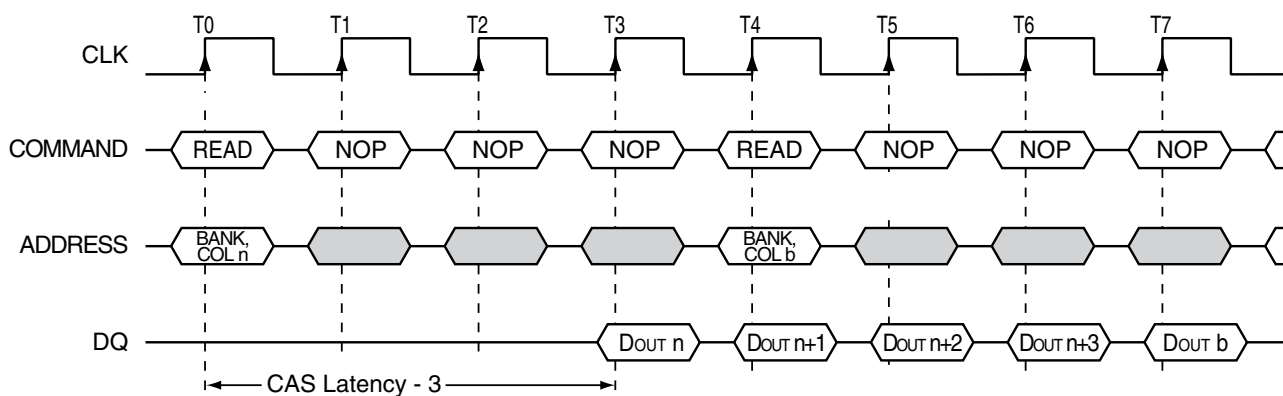 T0 T1 T2 T3 T4 T5 T6 T7
CLK
COMMAND READ NOP NOP NOP READ NOP NOP NOP
ADDRESS BANK, COL n BANK, COL b
DQ DOUT n DOUT n+1 DOUT n+2 DOUT n+3 DOUT b
CAS Latency - 3